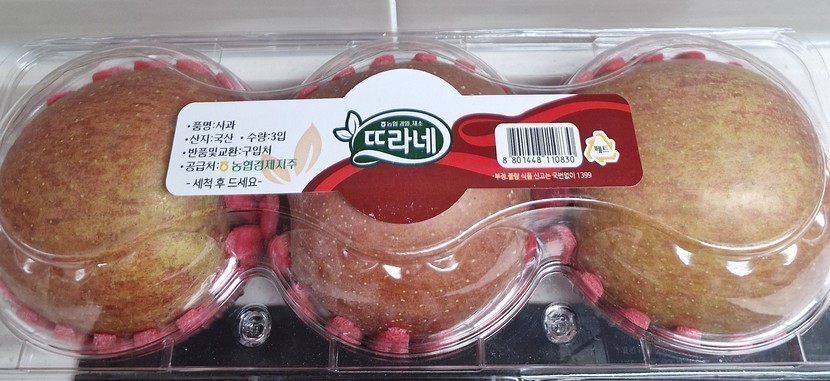 •품명:사과
•산지:국산 •수량:3입
•반품및교환:구입처
•공급처: 농협경제지주
-세척 후 드세요-
농협 과일, 채소
뜨라네
8 801448 110830
페트
부정.불량 식품 신고는 국번없이 1399